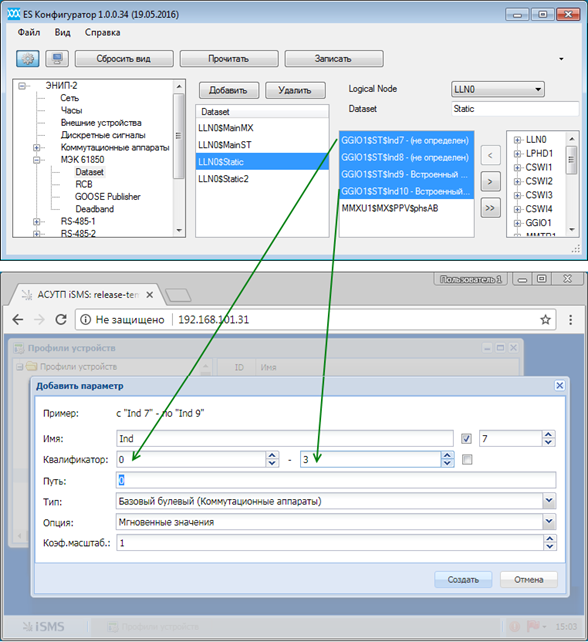 ES Конфигуратор 1.0.0.34 (19.05.2016)
Файл Вид Справка
Сбросить вид Прочитать Записать
ЭНИП-2
Сеть
Часы
Внешние устройства
Дискретные сигналы
Коммутационные аппараты
МЭК 61850
Dataset
RCB
GOOSE Publisher
Deadband
RS-485-1
RS-485-2
Добавить Удалить
Dataset
LLN0$MainMX
LLN0$MainST
LLN0$Static
LLN0$Static2
Logical Node LLN0
Dataset Static
GGIO1$ST$Ind7 - (не определен)
GGIO1$ST$Ind8 - (не определен)
GGIO1$ST$Ind9 - Встроенный ...
GGIO1$ST$Ind10 - Встроенный...
MMXU1$MX$PPV$phsAB
<
>
>>
LLN0
LPHD1
CSWI1
CSWI2
CSWI3
CSWI4
GGIO1
MMTR1
Пользователь 1
АСУТП iSMS: release-ter
Не защищено 192.168.101.31
Профили устройств
Профили устройств ID Имя
Добавить параметр
Пример: с "Ind 7" - по "Ind 9"
Имя: Ind 7
Квалификатор: 0 - 3
Путь: 0
Тип: Базовый булевый (Коммутационные аппараты)
Опция: Мгновенные значения
Коэф.масштаб.: 1
Создать Отмена
iSMS Профили устройств 15:03